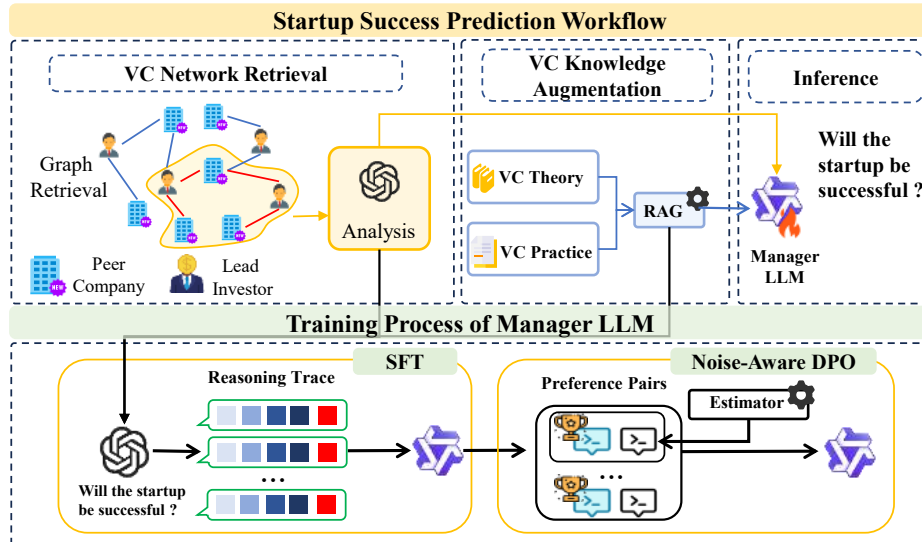 Startup Success Prediction Workflow
VC Network Retrieval
Graph
Retrieval
Analysis
Peer
Company
Lead
Investor
VC Knowledge
Augmentation
VC Theory
VC Practice
RAG
Inference
Will the
startup be
successful ?
Manager
LLM
Training Process of Manager LLM
SFT
Reasoning Trace
...
Will the startup
be successful ?
Noise-Aware DPO
Preference Pairs
Estimator
...